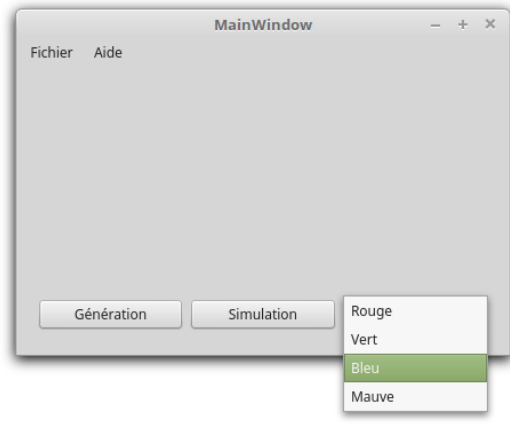 MainWindow
Fichier Aide
Génération Simulation
Rouge
Vert
Bleu
Mauve